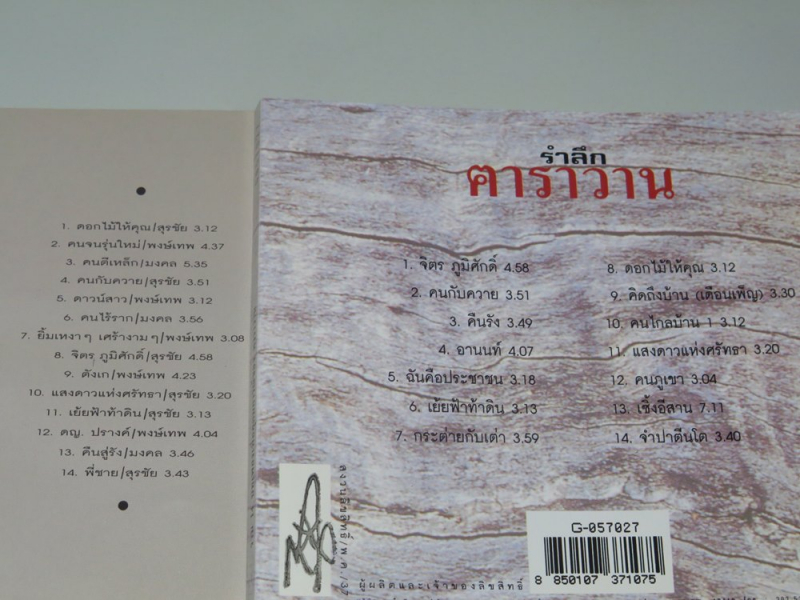 1. ดอกไม้ให้คุณ/สุรชัย 3.12
2. คนจนรุ่นใหม่/พงษ์เทพ 4.37
3. คนตีเหล็ก/มงคล 5.35
4. คนกับควาย/สุรชัย 3.51
5. ดาวน์สาว/พงษ์เทพ 3.12
6. คนไร้ราก/มงคล 3.56
7. ยิ้มเหงาๆ เศร้างามๆ/พงษ์เทพ 3.08
8. จิตร ภูมิศักดิ์/สุรชัย 4.58
9. ตังเก/พงษ์เทพ 4.23
10. แสงดาวแห่งศรัทธา/สุรชัย 3.20
11. เย้ยฟ้าท้าดิน/สุรชัย 3.13
12. ดญ. ปรางค์/พงษ์เทพ 4.04
13. คืนสู่รัง/มงคล 3.46
14. พี่ชาย/สุรชัย 3.43
รำลึก
คาราวาน
1. จิตร ภูมิศักดิ์ 4.58
2. คนกับควาย 3.51
3. คืนรัง 3.49
4. อานนท์ 4.07
5. ฉันคือประชาชน 3.18
6. เย้ยฟ้าท้าดิน 3.13
7. กระต่ายกับเต่า 3.59
8. ดอกไม้ให้คุณ 3.12
9. คิดถึงบ้าน (เดือนเพ็ญ) 3.30
10. คนไกลบ้าน 1 3.12
11. แสงดาวแห่งศรัทธา 3.20
12. คนภูเขา 3.04
13. เซิ้งอีสาน 7.11
14. จำปาตีนโต 3.40
สงวนลิขสิทธิ์/พ.ศ./37
ผู้ผลิตและเจ้าของลิขสิทธิ์
G-057027
8 850107 371075